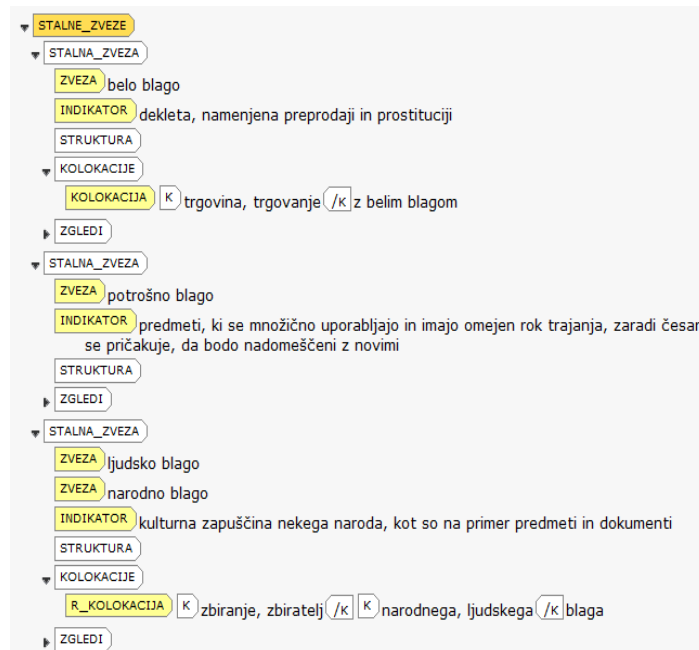 STALNE_ZVEZE
STALNA_ZVEZA
ZVEZA belo blago
INDIKATOR dekleta, namenjena preprodaji in prostituciji
STRUKTURA
KOLOKACIJE
KOLOKACIJA K trgovina, trgovanje /K z belim blagom
ZGLEDI
STALNA_ZVEZA
ZVEZA potrošno blago
INDIKATOR predmeti, ki se množično uporabljajo in imajo omejen rok trajanja, zaradi česar
se pričakuje, da bodo nadomeščeni z novimi
STRUKTURA
ZGLEDI
STALNA_ZVEZA
ZVEZA ljudsko blago
ZVEZA narodno blago
INDIKATOR kulturna zapuščina nekega naroda, kot so na primer predmeti in dokumenti
STRUKTURA
KOLOKACIJE
R_KOLOKACIJA K zbiranje, zbiratelj /K K narodnega, ljudskega /K blaga
ZGLEDI